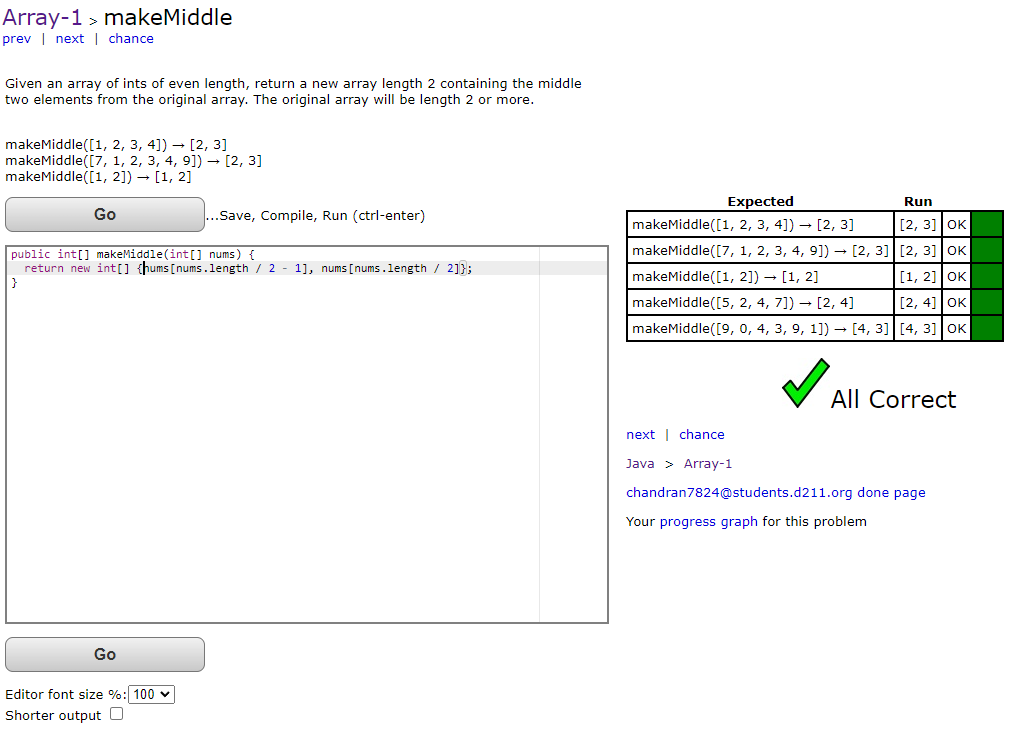 Array-1 > makeMiddle
prev | next | chance
Given an array of ints of even length, return a new array length 2 containing the middle
two elements from the original array. The original array will be length 2 or more.
makeMiddle([1, 2, 3, 4]) → [2, 3]
makeMiddle([7, 1, 2, 3, 4, 9]) → [2, 3]
makeMiddle([1, 2]) → [1, 2]
Go
...Save, Compile, Run (ctrl-enter)
public int[] makeMiddle(int[] nums) {
return new int[] {nums[nums.length / 2 - 1], nums[nums.length / 2]};
}
Go
Editor font size %: 100
Shorter output
Expected Run
makeMiddle([1, 2, 3, 4]) → [2, 3] [2, 3] OK
makeMiddle([7, 1, 2, 3, 4, 9]) → [2, 3] [2, 3] OK
makeMiddle([1, 2]) → [1, 2] [1, 2] OK
makeMiddle([5, 2, 4, 7]) → [2, 4] [2, 4] OK
makeMiddle([9, 0, 4, 3, 9, 1]) → [4, 3] [4, 3] OK
All Correct
next | chance
Java > Array-1
chandran7824@students.d211.org done page
Your progress graph for this problem